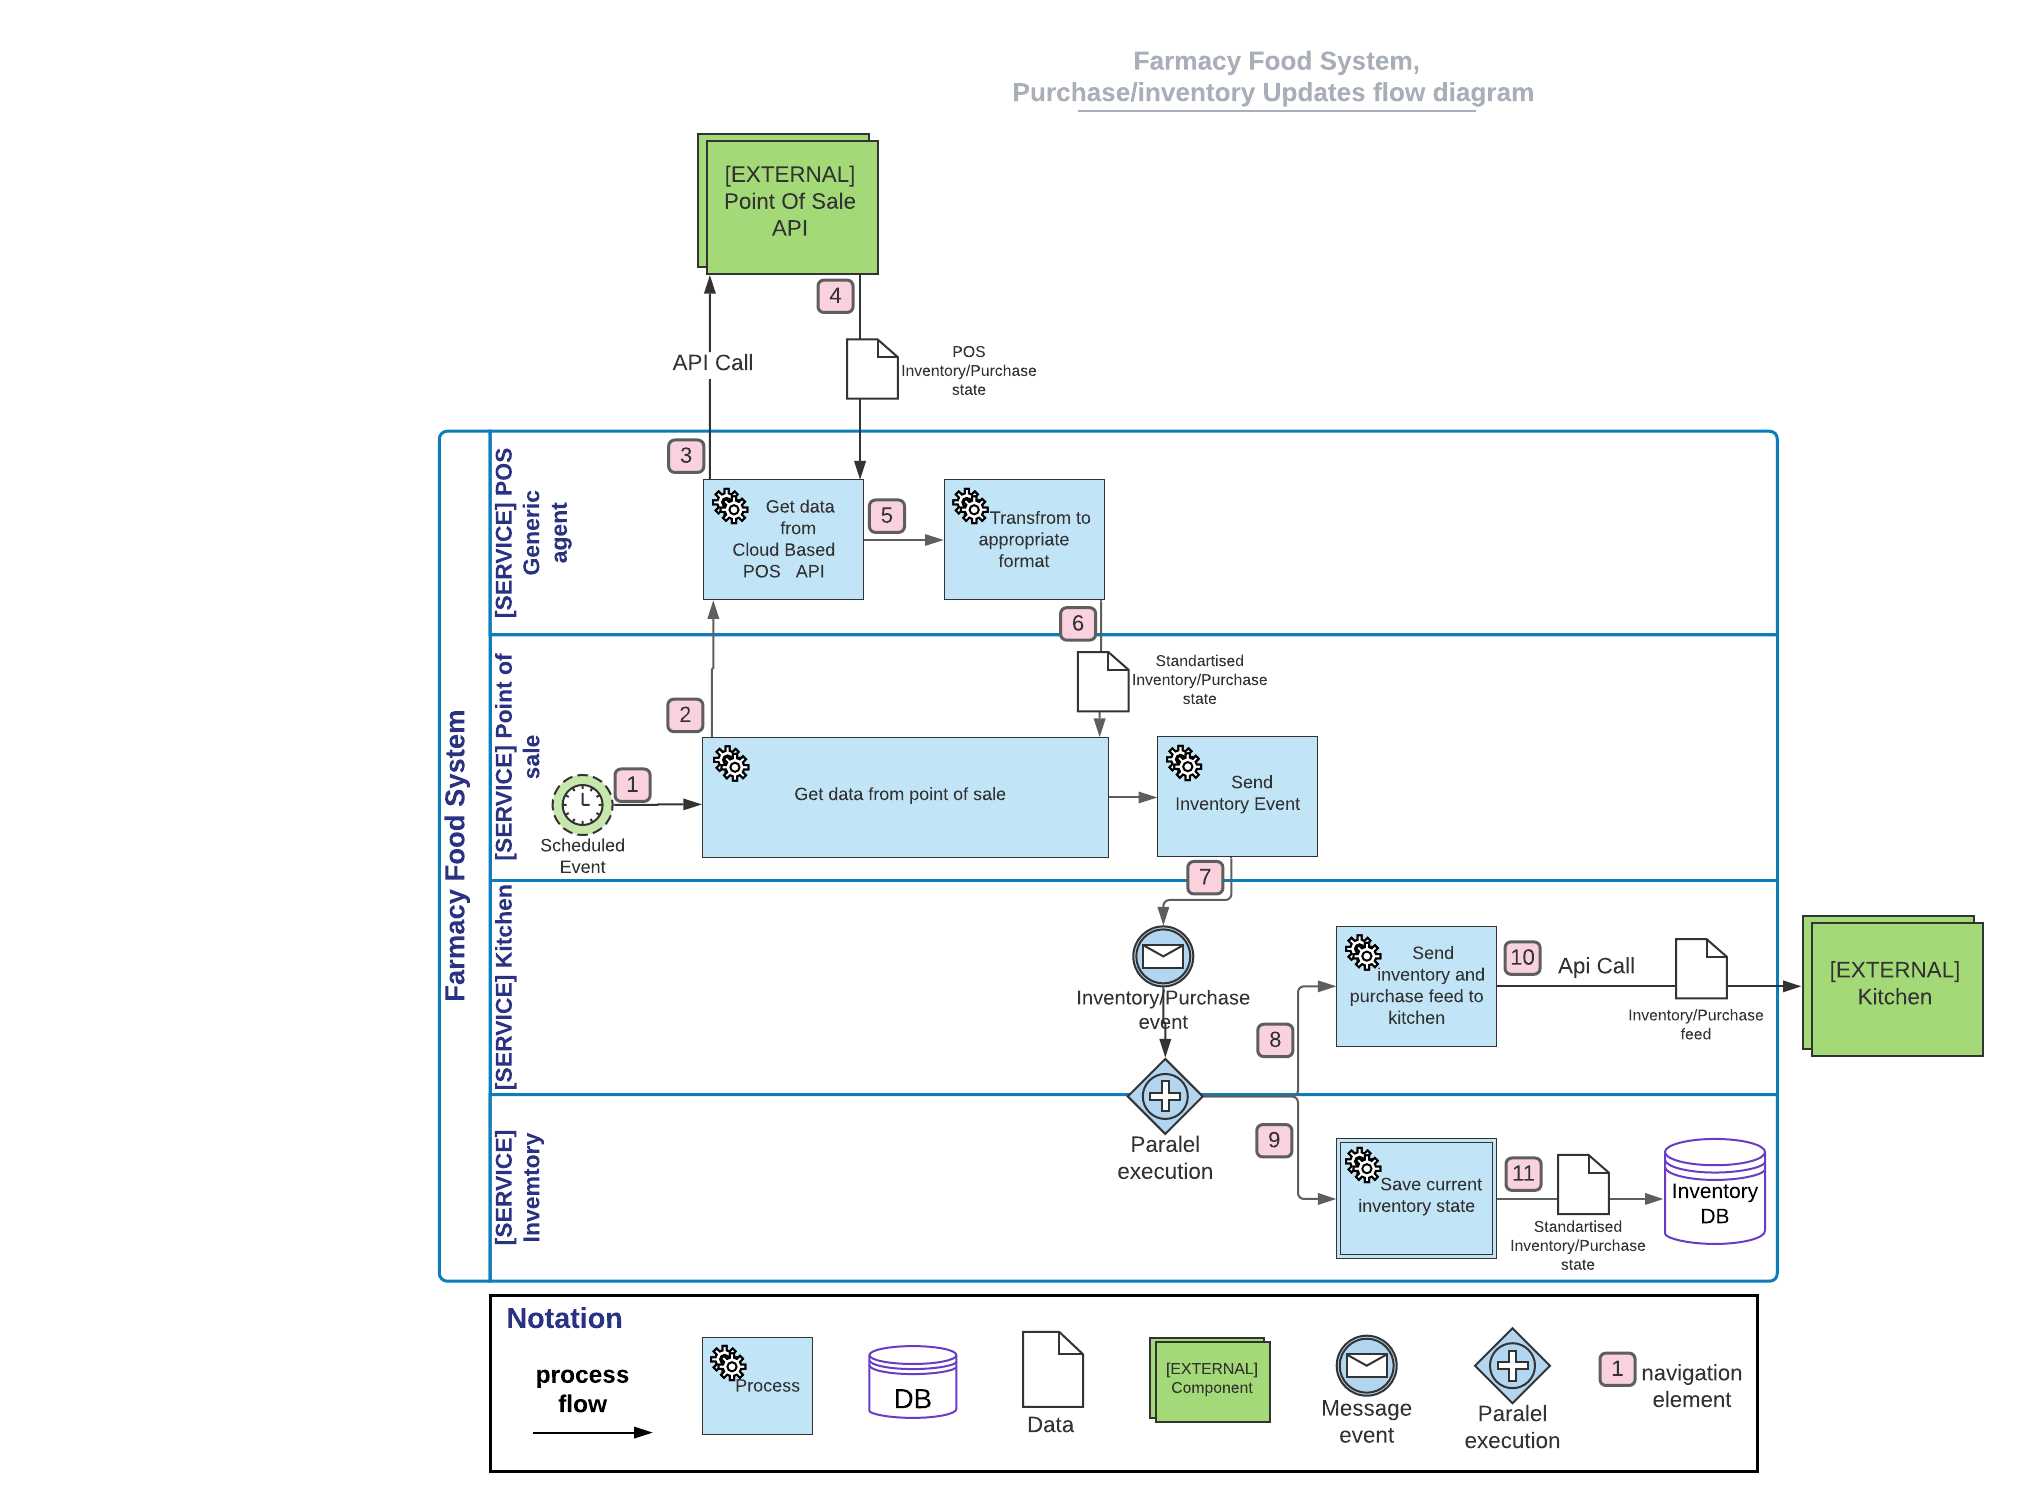 Farmacy Food System,
Purchase/inventory Updates flow diagram
[EXTERNAL]
Point Of Sale
API
4
API Call
POS
Inventory/Purchase
state
Farmacy Food System
[SERVICE] POS
Generic
agent
3
Get data
from
Cloud Based
POS API
5
Transfrom to
appropriate
format
6
[SERVICE] Point of
sale
Standartised
Inventory/Purchase
state
2
1
Scheduled
Event
Get data from point of sale
Send
Inventory Event
7
[SERVICE] Kitchen
Inventory/Purchase
event
8
Send
inventory and
purchase feed to
kitchen
10
Api Call
Inventory/Purchase
feed
[EXTERNAL]
Kitchen
[SERVICE]
Invemtory
Paralel
execution
9
Save current
inventory state
11
Standartised
Inventory/Purchase
state
Inventory
DB
Notation
process
flow
Process
DB
Data
[EXTERNAL]
Component
Message
event
Paralel
execution
1
navigation
element